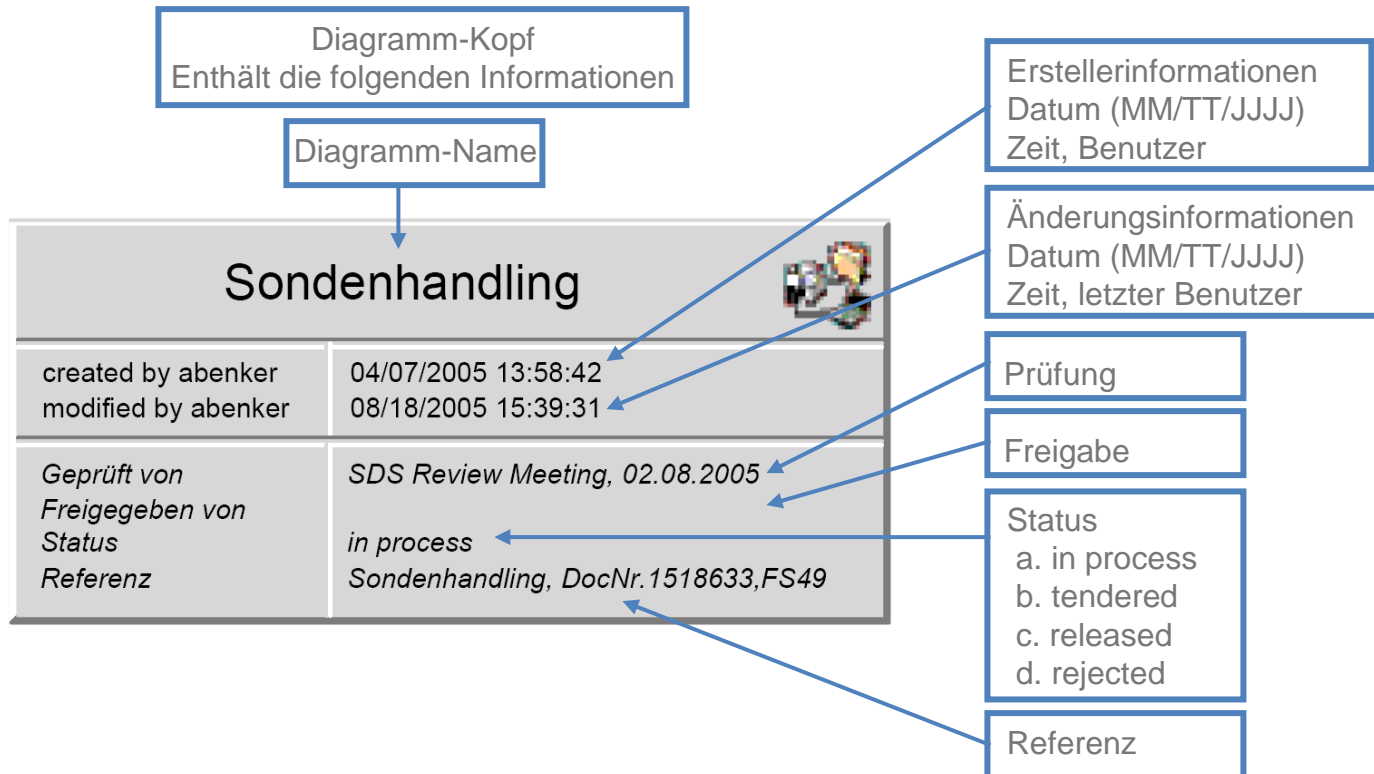 Diagramm-Kopf
Enthält die folgenden Informationen
Diagramm-Name
Sondenhandling
created by abenker 04/07/2005 13:58:42
modified by abenker 08/18/2005 15:39:31
Geprüft von SDS Review Meeting, 02.08.2005
Freigegeben von
Status in process
Referenz Sondenhandling, DocNr.1518633,FS49
Erstellerinformationen
Datum (MM/TT/JJJJ)
Zeit, Benutzer
Änderungsinformationen
Datum (MM/TT/JJJJ)
Zeit, letzter Benutzer
Prüfung
Freigabe
Status
a. in process
b. tendered
c. released
d. rejected
Referenz